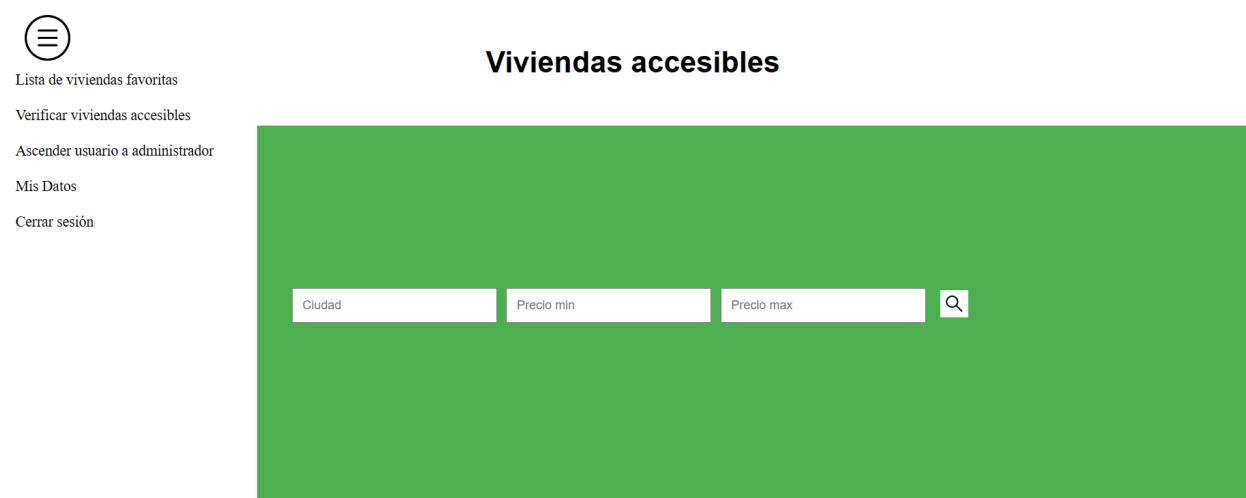 Viviendas accesibles
Lista de viviendas favoritas
Verificar viviendas accesibles
Ascender usuario a administrador
Mis Datos
Cerrar sesión
Ciudad
Precio min
Precio max